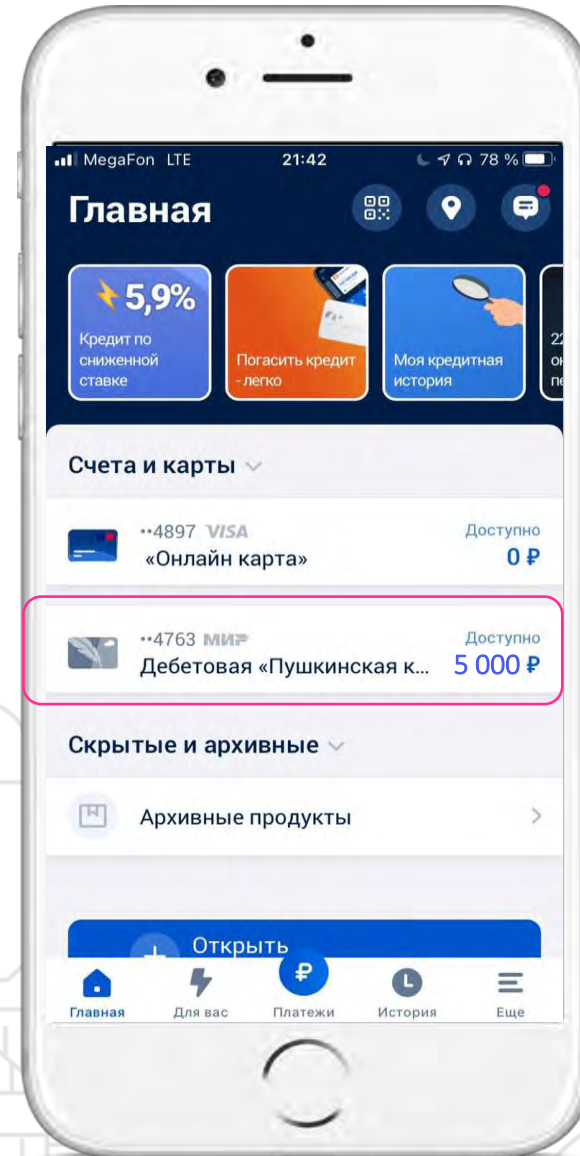 MegaFon LTE 21:42 78 %
Главная
5,9%
Кредит по
сниженной
ставке
Погасить кредит
- легко
Моя кредитная
история
Счета и карты
••4897 VISA
«Онлайн карта»
Доступно
0 ₽
••4763 МИР
Дебетовая «Пушкинская к...
Доступно
5 000 ₽
Скрытые и архивные
Архивные продукты
Открыть
Главная
Для вас
Платежи
История
Еще